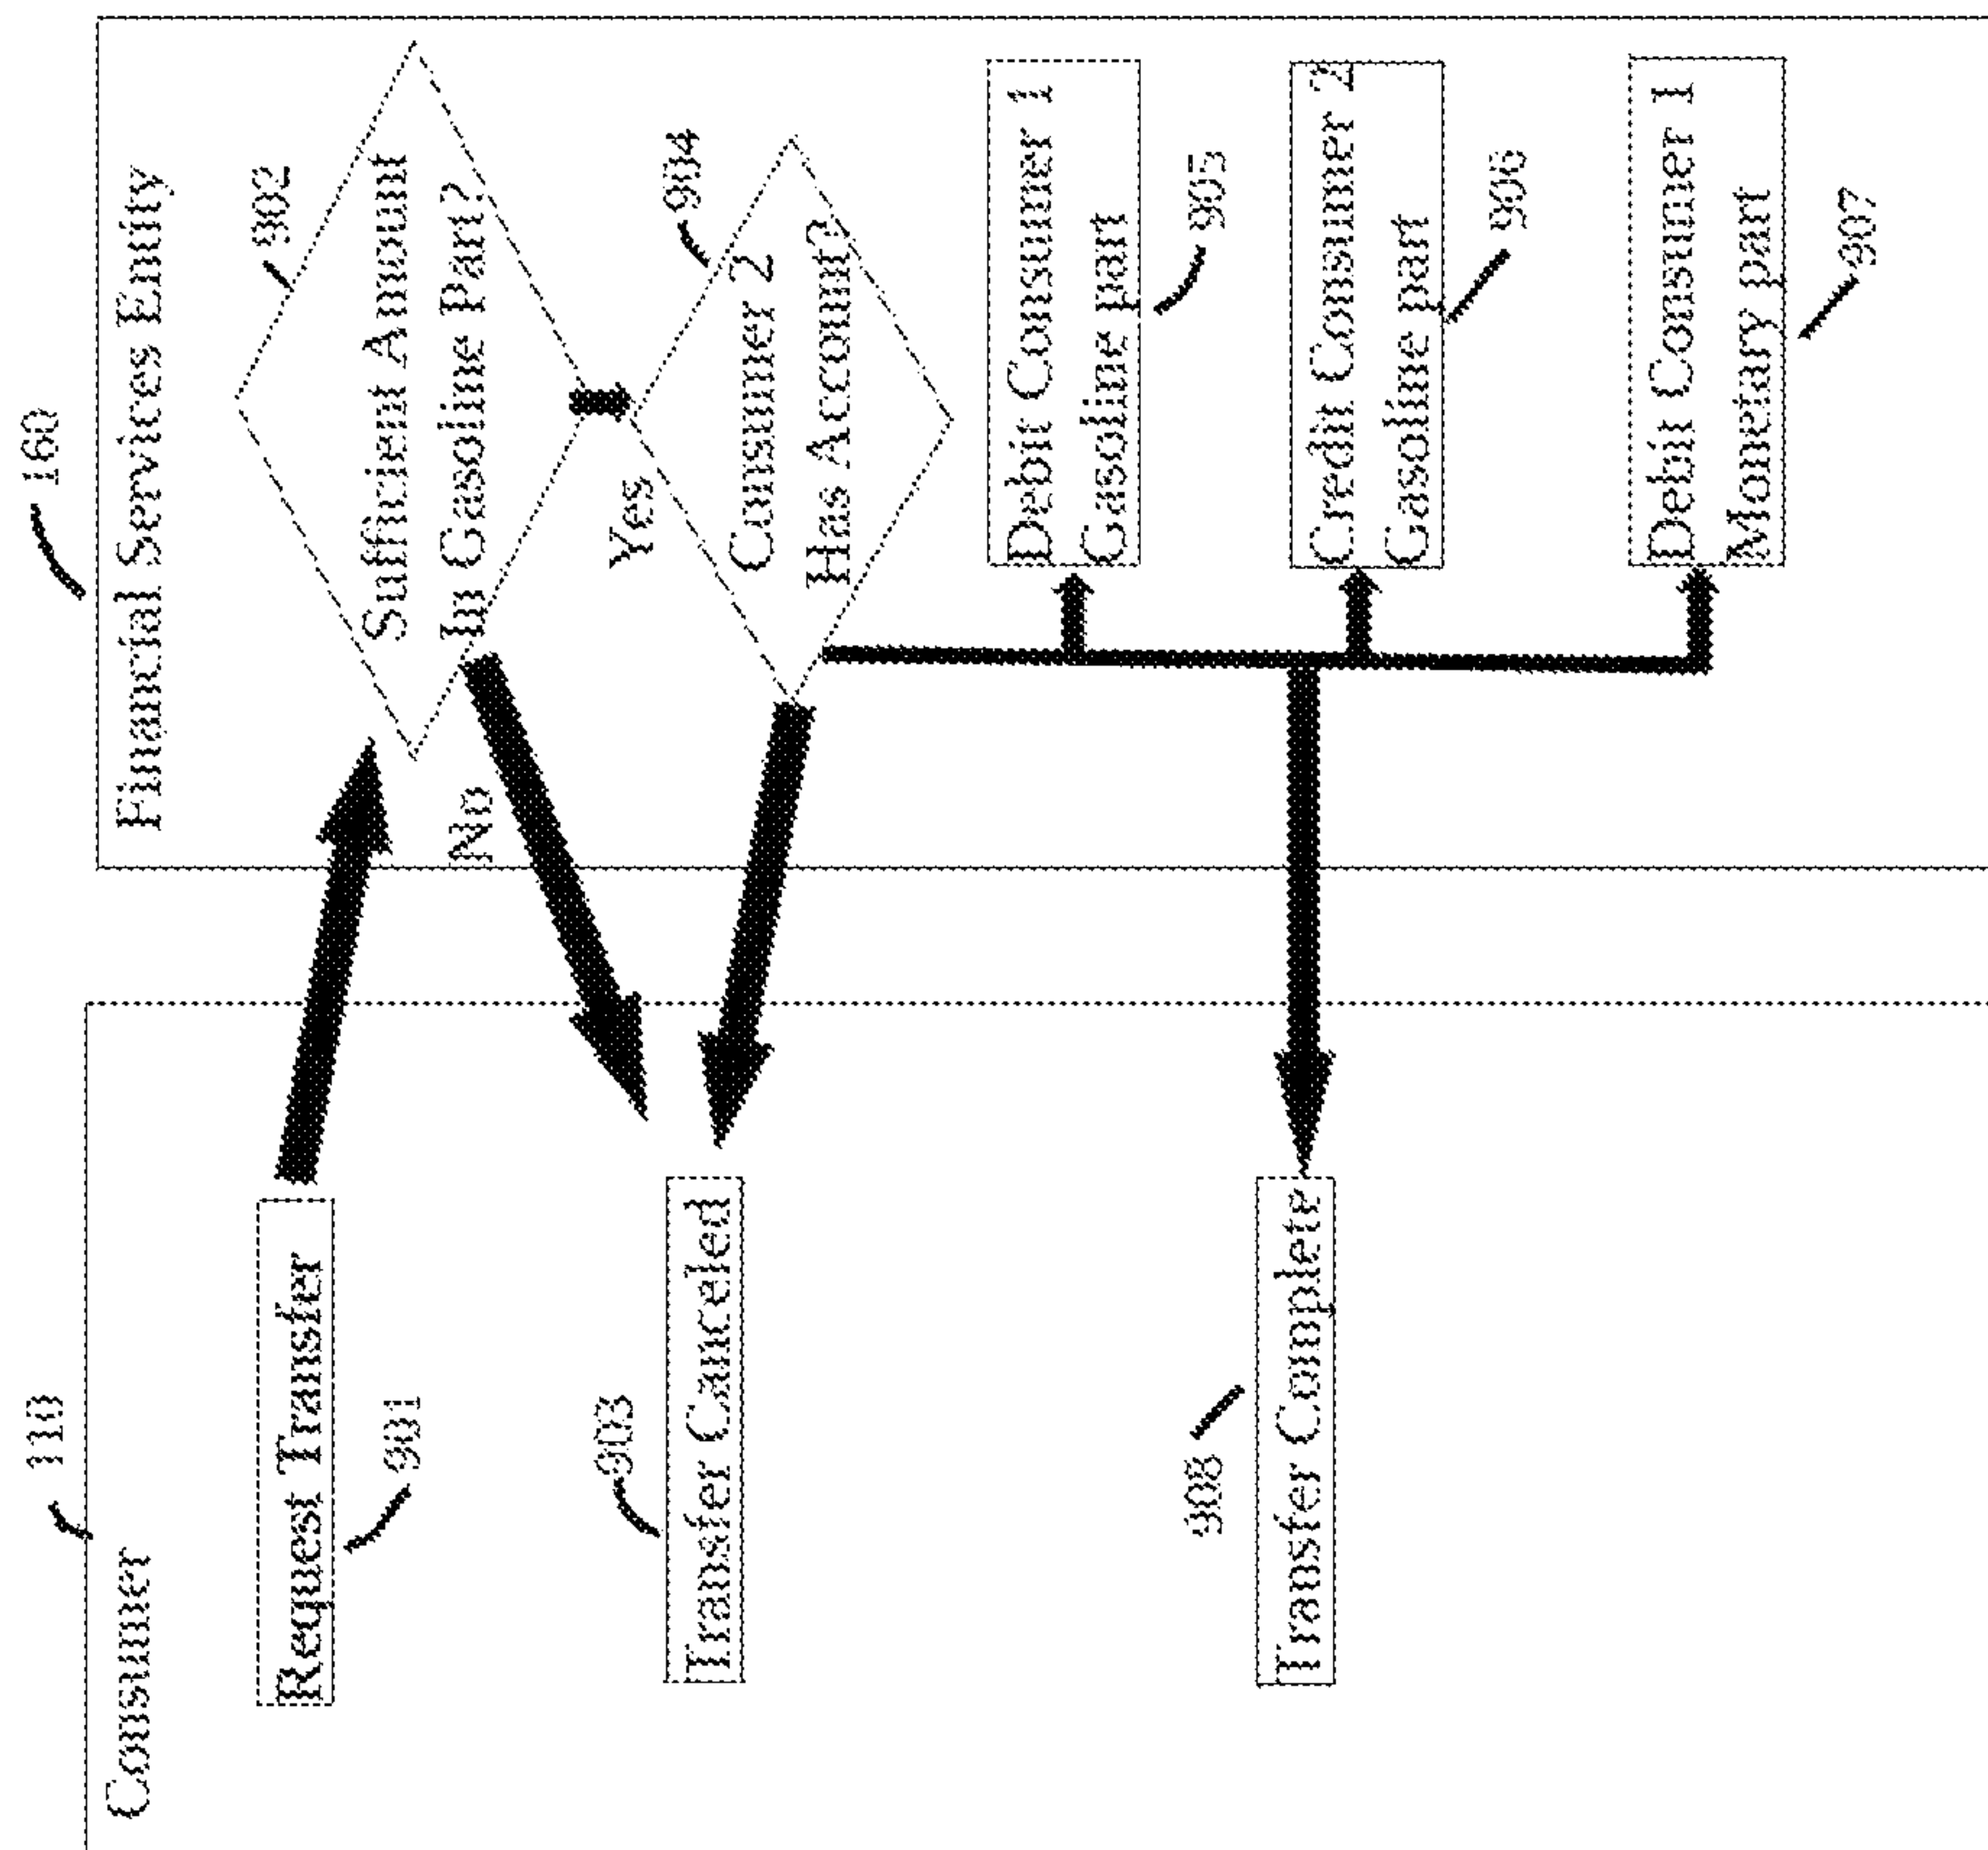 110
Consumer
Request Transfer
901
903
Transfer Canceled
908
Transfer Complete
160
Financial Services Entity
902
Sufficient Amount
In Gasoline Part?
No
Yes
904
Consumer 2
Has Account?
Debit Consumer 1
Gasoline part
905
Credit Consumer 2
Gasoline part
906
Debit Consumer 1
Monetary part
907